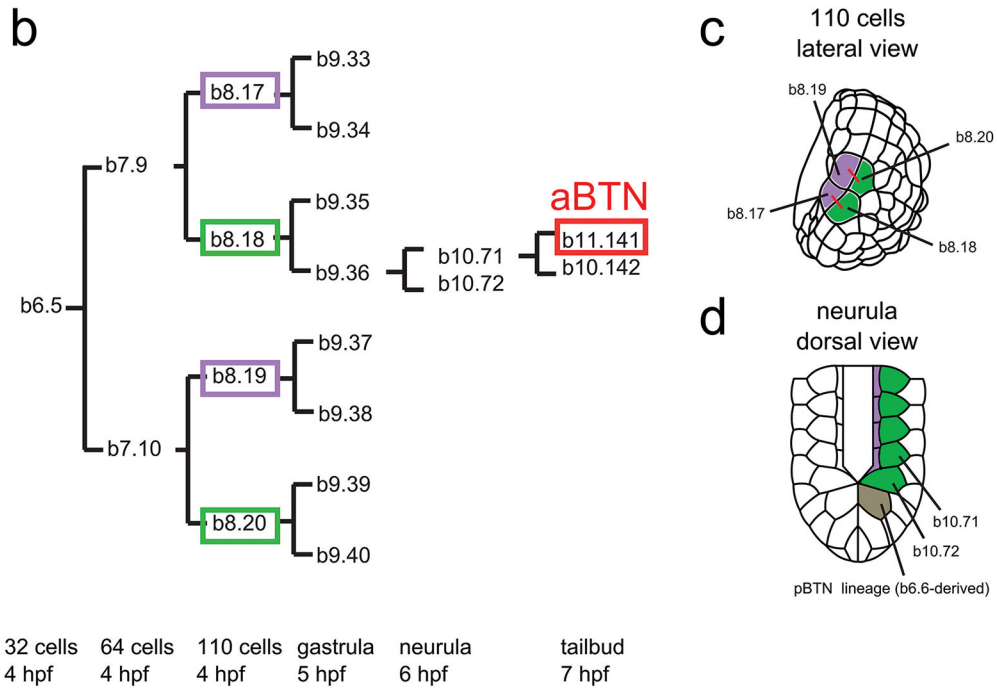 b
b9.33
b8.17
b9.34
b7.9
b9.35
b8.18
b9.36
b10.71
b10.72
aBTN
b11.141
b10.142
b6.5
b9.37
b8.19
b9.38
b7.10
b9.39
b8.20
b9.40
32 cells
4 hpf
64 cells
4 hpf
110 cells
4 hpf
gastrula
5 hpf
neurula
6 hpf
tailbud
7 hpf
c
110 cells
lateral view
b8.19
b8.20
b8.17
b8.18
d
neurula
dorsal view
b10.71
b10.72
pBTN lineage (b6.6-derived)